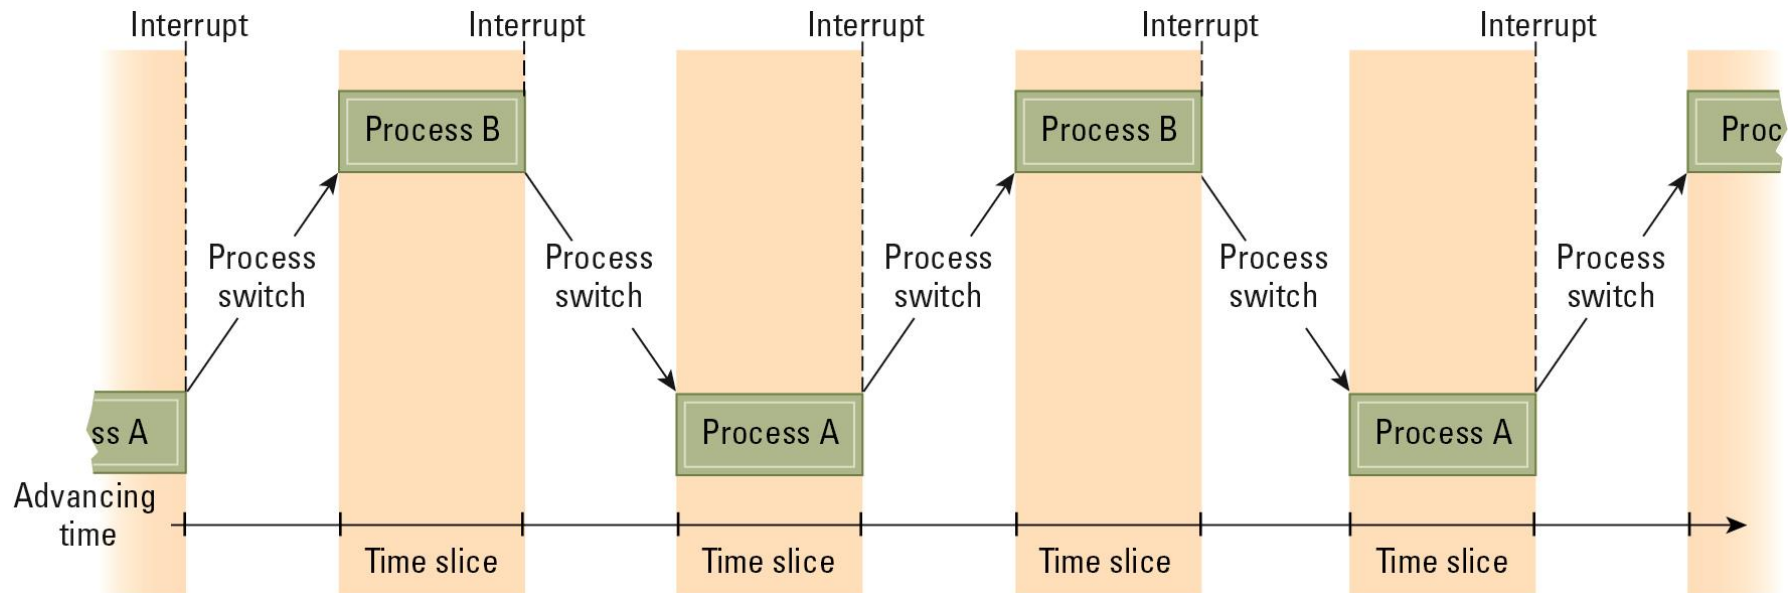 Interrupt
Interrupt
Interrupt
Interrupt
Interrupt
Process B
Process B
Proc
Process
switch
Process
switch
Process
switch
Process
switch
Process
switch
ss A
Process A
Process A
Advancing
time
Time slice
Time slice
Time slice
Time slice